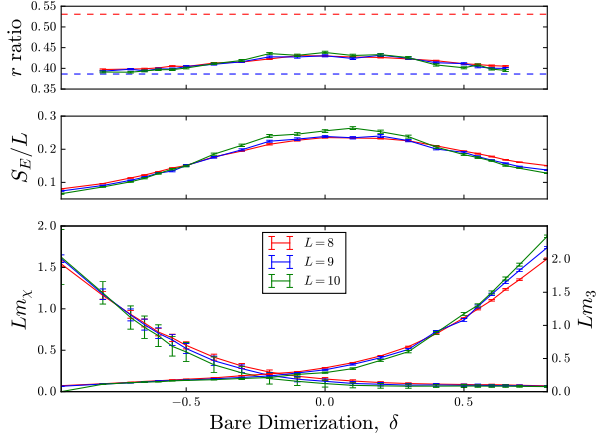 0.55
0.50
0.45
0.40
0.35
r ratio
0.3
0.2
0.1
S_E/L
2.0
1.5
1.0
0.5
0.0
Lm_χ
L = 8
L = 9
L = 10
2.0
1.5
1.0
0.5
0.0
Lm_3
−0.5 0.0 0.5
Bare Dimerization, δ